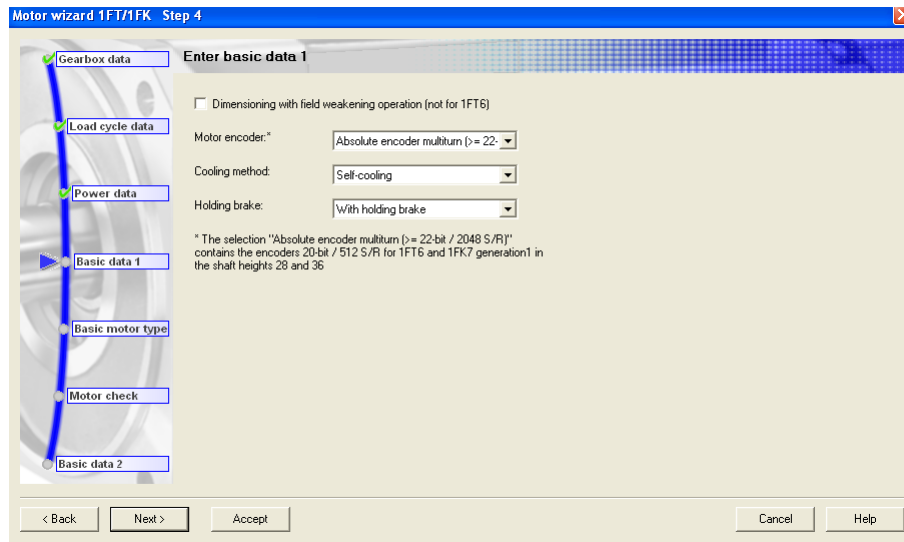 Motor wizard 1FT/1FK Step 4
Gearbox data
Load cycle data
Power data
Basic data 1
Basic motor type
Motor check
Basic data 2
Enter basic data 1
Dimensioning with field weakening operation (not for 1FT6)
Motor encoder:*
Absolute encoder multiturn (>= 22-
Cooling method:
Self-cooling
Holding brake:
With holding brake
* The selection "Absolute encoder multiturn (>= 22-bit / 2048 S/R)"
contains the encoders 20-bit / 512 S/R for 1FT6 and 1FK7 generation1 in
the shaft heights 28 and 36
< Back
Next >
Accept
Cancel
Help